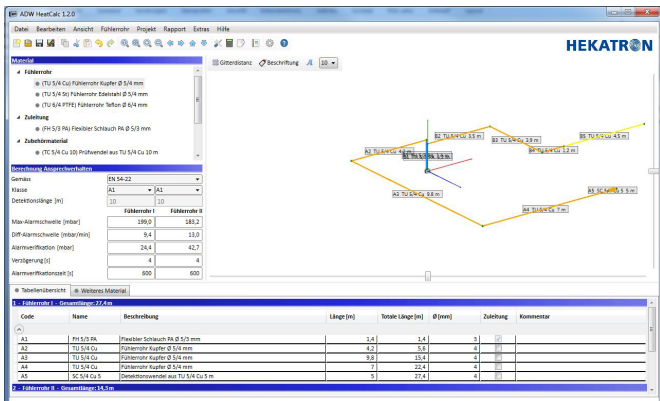 ADW HeatCalc 1.2.0
Datei Bearbeiten Ansicht Fühlerrohr Projekt Rapport Extras Hilfe
HEKATRON
Material
Fühlerrohr
(TU 5/4 Cu) Fühlerrohr Kupfer Ø 5/4 mm
(TU 5/4 St) Fühlerrohr Edelstahl Ø 5/4 mm
(TU 6/4 PTFE) Fühlerrohr Teflon Ø 6/4 mm
Zuleitung
(FH 5/3 PA) Flexibler Schlauch PA Ø 5/3 mm
Zubehörmaterial
(TC 5/4 Cu 10) Prüfwendel aus TU 5/4 Cu 10 m
Gitterdistanz Beschriftung A 10
B2 TU 5/4 Cu 3,5 m
B3 TU 5/4 Cu 3,9 m
B5 TU 5/4 Cu 4,5 m
B4 TU 5/4 Cu 1,2 m
A2 TU 5/4 Cu
A3 TU 5/4 Cu 9,8 m
A5 SC 5/4 Cu 5 5 m
A4 TU 5/4 Cu 7 m
Berechnung Ansprechverhalten
Gemäss EN 54-22
Klasse A1 A1
Detektionslänge [m] 10 10
Fühlerrohr I Fühlerrohr II
Max-Alarmschwelle [mbar] 199,0 183,2
Diff-Alarmschwelle [mbar/min] 9,4 13,0
Alarmverifikation [mbar] 24,4 42,7
Verzögerung [s] 4 4
Alarmverifikationszeit [s] 600 600
Tabellenübersicht Weiteres Material
1 - Fühlerrohr I - Gesamtlänge: 27,4 m
Code Name Beschreibung Länge [m] Totale Länge [m] Ø [mm] Zuleitung Kommentar
A1 FH 5/3 PA Flexibler Schlauch PA Ø 5/3 mm 1,4 1,4 3
A2 TU 5/4 Cu Fühlerrohr Kupfer Ø 5/4 mm 4,2 5,6 4
A3 TU 5/4 Cu Fühlerrohr Kupfer Ø 5/4 mm 9,8 15,4 4
A4 TU 5/4 Cu Fühlerrohr Kupfer Ø 5/4 mm 7 22,4 4
A5 SC 5/4 Cu 5 Detektionswendel aus TU 5/4 Cu 5 m 5 27,4 4
2 - Fühlerrohr II - Gesamtlänge: 14,5 m